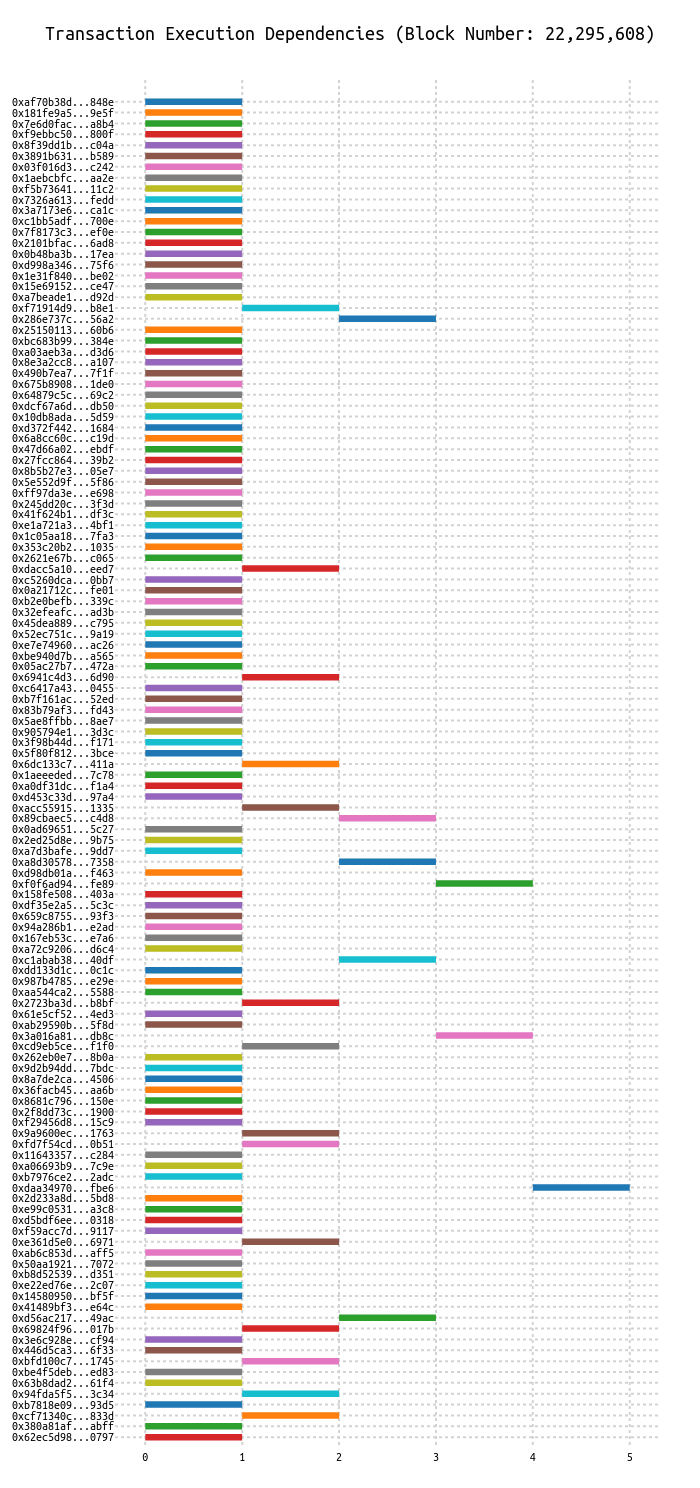 Transaction Execution Dependencies (Block Number: 22,295,608)
0xaf70b38d...848e
0x181fe9a5...9e5f
0x7e6d0fac...a8b4
0xf9ebbc50...800f
0x8f39dd1b...c04a
0x3891b631...b589
0x03f016d3...c242
0x1aebcbfc...aa2e
0xf5b73641...11c2
0x7326a613...fedd
0x3a7173e6...ca1c
0xc1bb5adf...700e
0x7f8173c3...ef0e
0x2101bfac...6ad8
0x0b48ba3b...17ea
0xd998a346...75f6
0x1e31f840...be02
0x15e69152...ce47
0xa7beade1...d92d
0xf71914d9...b8e1
0x286e737c...56a2
0x25150113...60b6
0xbc683b99...384e
0xa03aeb3a...d3d6
0x8e3a2cc8...a107
0x490b7ea7...7f1f
0x675b8908...1de0
0x64879c5c...69c2
0xdcf67a6d...db50
0x10db8ada...5d59
0xd372f442...1684
0x6a8cc60c...c19d
0x47d66a02...ebdf
0x27fcc864...39b2
0x8b5b27e3...05e7
0x5e552d9f...5f86
0xff97da3e...e698
0x245dd20c...3f3d
0x41f624b1...df3c
0xe1a721a3...4bf1
0x1c05aa18...7fa3
0x353c20b2...1035
0x2621e67b...c065
0xdacc5a10...eed7
0xc5260dca...0bb7
0x0a21712c...fe01
0xb2e0befb...339c
0x32efeafc...ad3b
0x45dea889...c795
0x52ec751c...9a19
0xe7e74960...ac26
0xbe940d7b...a565
0x05ac27b7...472a
0x6941c4d3...6d90
0xc6417a43...0455
0xb7f161ac...52ed
0x83b79af3...fd43
0x5ae8ffbb...8ae7
0x905794e1...3d3c
0x3f98b44d...f171
0x5f80f812...3bce
0x6dc133c7...411a
0x1aeeeded...7c78
0xa0df31dc...f1a4
0xd453c33d...97a4
0xacc55915...1335
0x89cbaec5...c4d8
0x0ad69651...5c27
0x2ed25d8e...9b75
0xa7d3bafe...9dd7
0xa8d30578...7358
0xd98db01a...f463
0xf0f6ad94...fe89
0x158fe508...403a
0xdf35e2a5...5c3c
0x659c8755...93f3
0x94a286b1...e2ad
0x167eb53c...e7a6
0xa72c9206...d6c4
0xc1abab38...40df
0xdd133d1c...0c1c
0x987b4785...e29e
0xaa544ca2...5588
0x2723ba3d...b8bf
0x61e5cf52...4ed3
0xab29590b...5f8d
0x3a016a81...db8c
0xcd9eb5ce...f1f0
0x262eb0e7...8b0a
0x9d2b94dd...7bdc
0x8a7de2ca...4506
0x36facb45...aa6b
0x8681c796...150e
0x2f8dd73c...1900
0xf29456d8...15c9
0x9a9600ec...1763
0xfd7f54cd...0b51
0x11643357...c284
0xa06693b9...7c9e
0xb7976ce2...2adc
0xdaa34970...fbe6
0x2d233a8d...5bd8
0xe99c0531...a3c8
0xd5bdf6ee...0318
0xf59acc7d...9117
0xe361d5e0...6971
0xab6c853d...aff5
0x50aa1921...7072
0xb8d52539...d351
0xe22ed76e...2c07
0x14580950...bf5f
0x41489bf3...e64c
0xd56ac217...49ac
0x69824f96...017b
0x3e6c928e...cf94
0x446d5ca3...6f33
0xbfd100c7...1745
0xbe4f5deb...ed83
0x63b8dad2...61f4
0x94fda5f5...3c34
0xb7818e09...93d5
0xcf71340c...833d
0x380a81af...abff
0x62ec5d98...0797
0 1 2 3 4 5